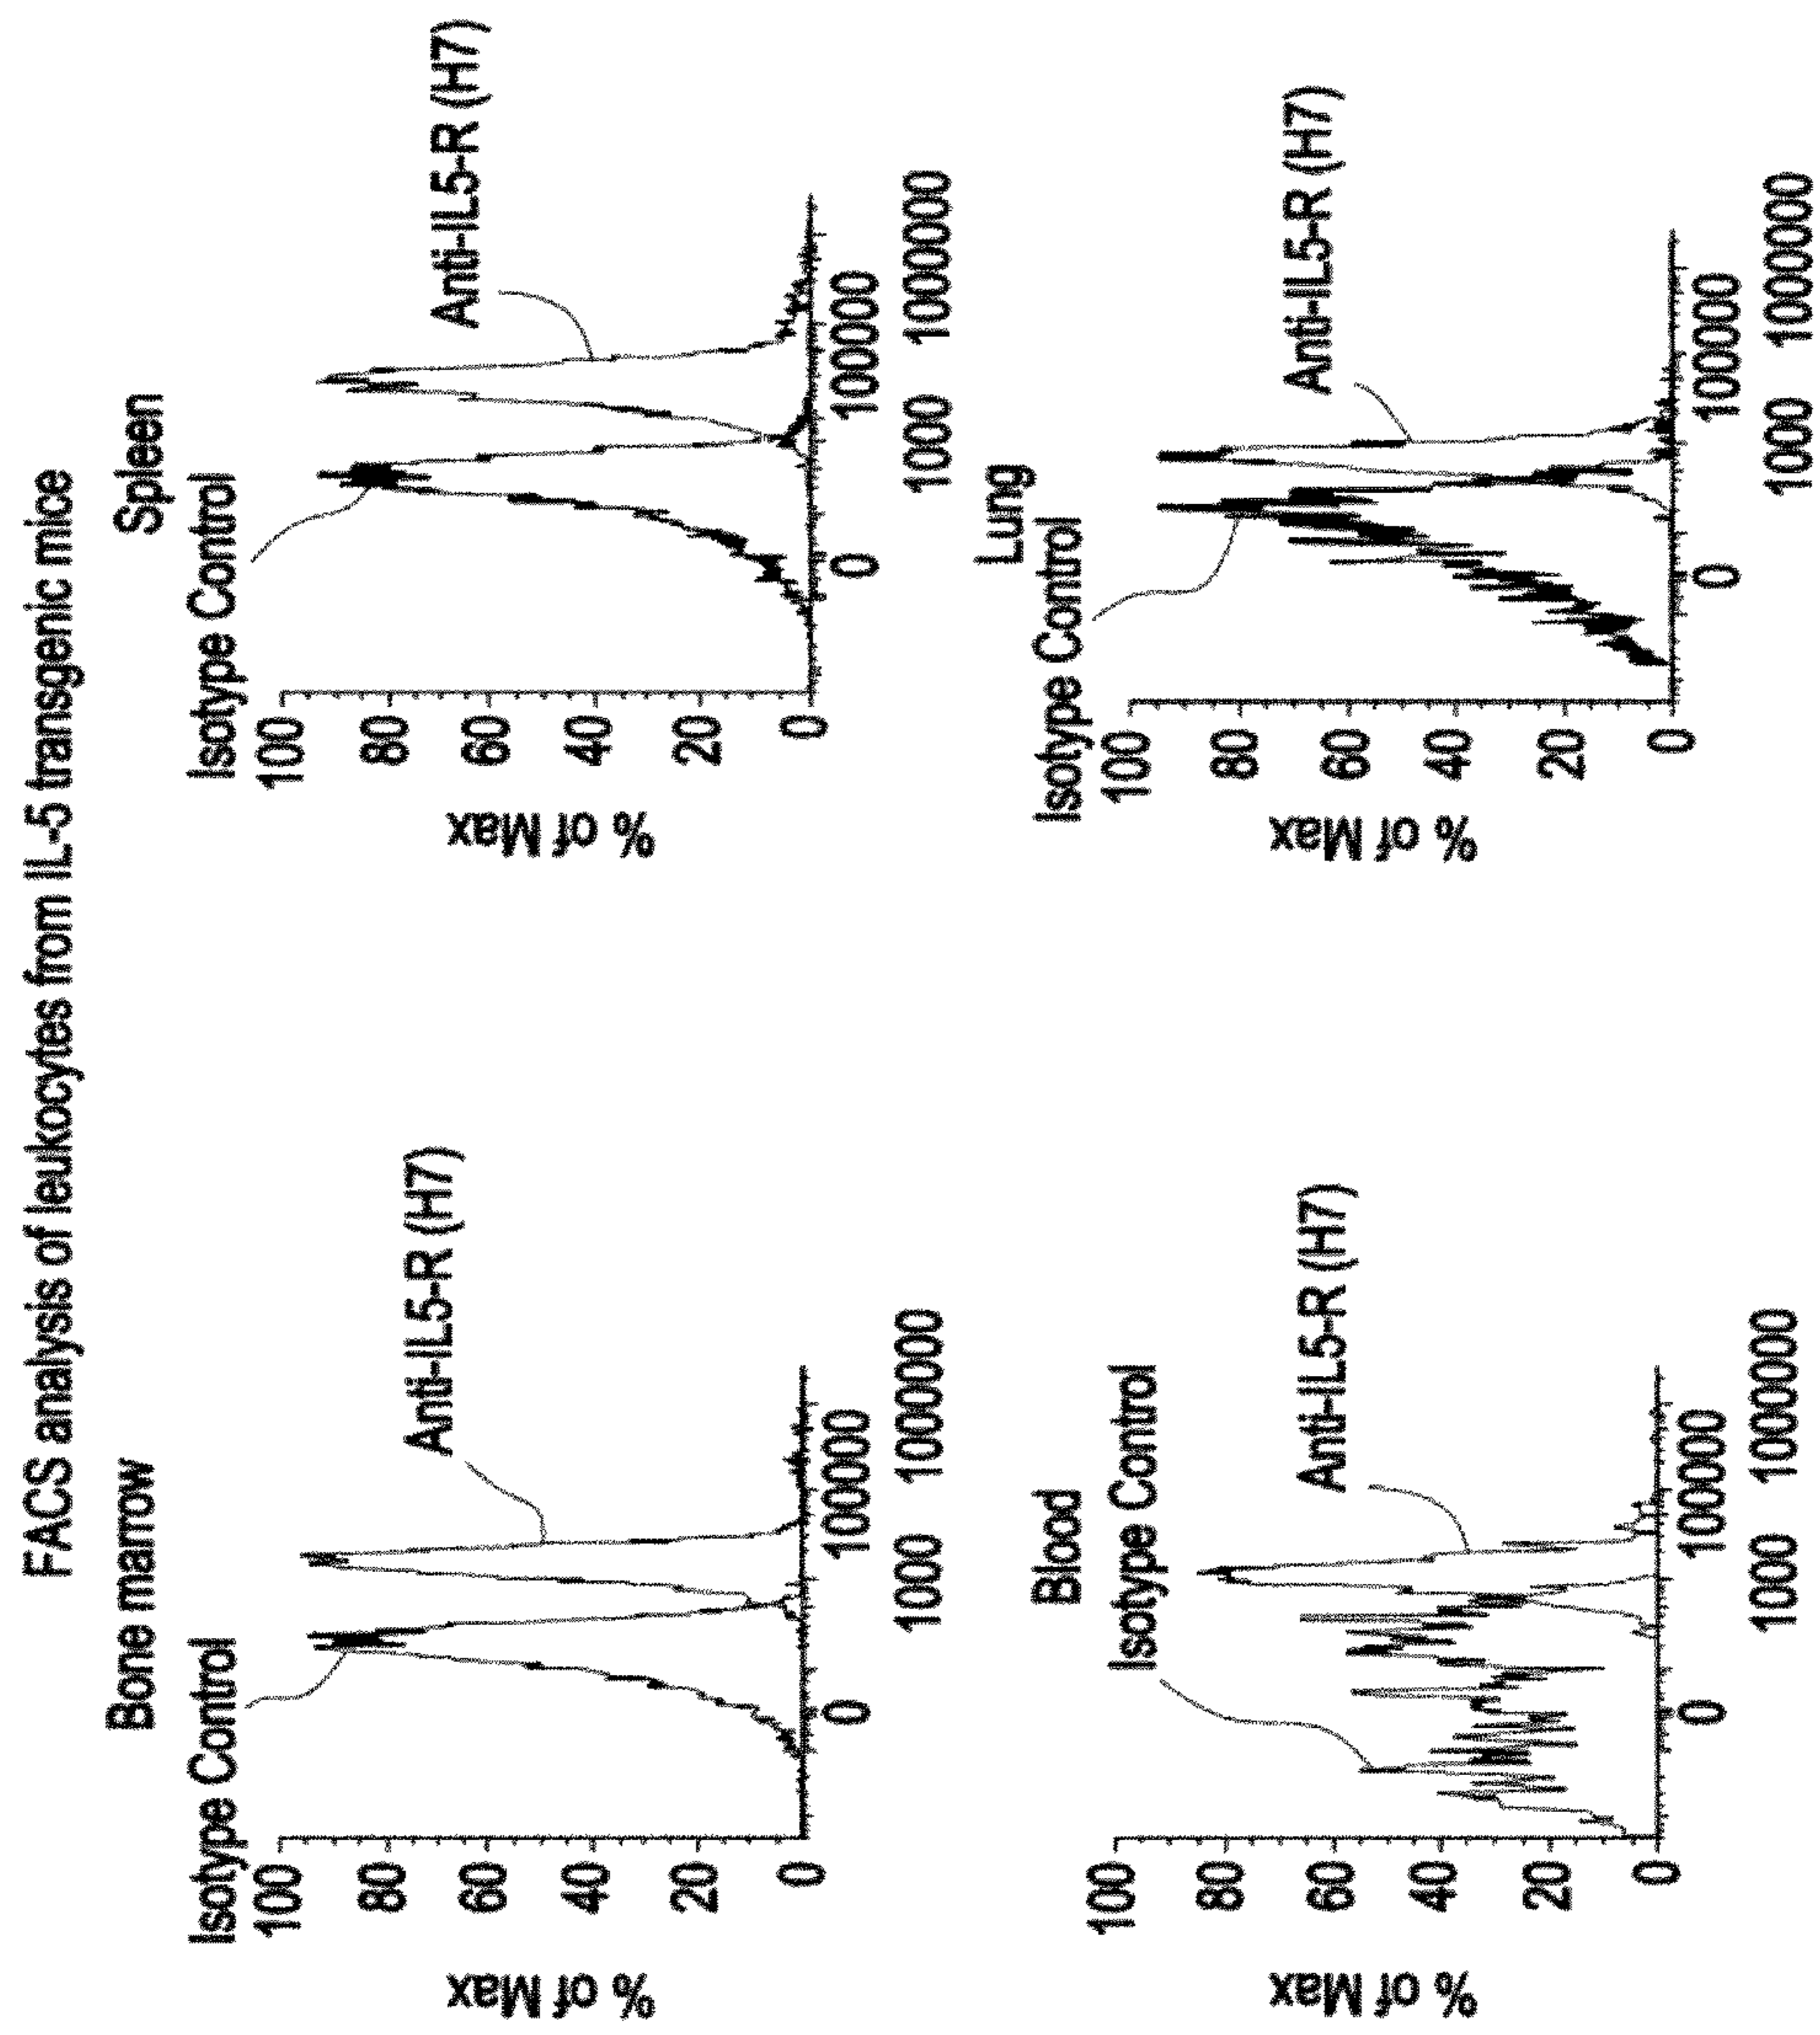 FACS analysis of leukocytes from IL-5 transgenic mice
Bone marrow
Isotype Control
Anti-IL5-R (H7)
% of Max
100
80
60
40
20
0
0
1000
100000
1000000
Spleen
Isotype Control
Anti-IL5-R (H7)
% of Max
100
80
60
40
20
0
0
1000
100000
1000000
Blood
Isotype Control
Anti-IL5-R (H7)
% of Max
100
80
60
40
20
0
0
1000
100000
1000000
Lung
Isotype Control
Anti-IL5-R (H7)
% of Max
100
80
60
40
20
0
0
1000
100000
1000000